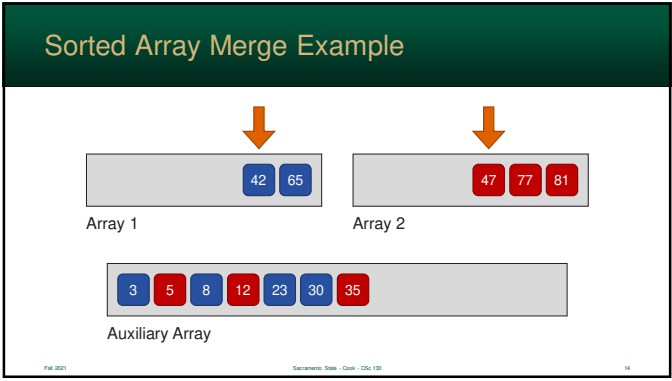 Sorted Array Merge Example
42 65
47 77 81
Array 1
Array 2
3 5 8 12 23 30 35
Auxiliary Array
Fall 2021
Sacramento State - Cook - CSc 130
14